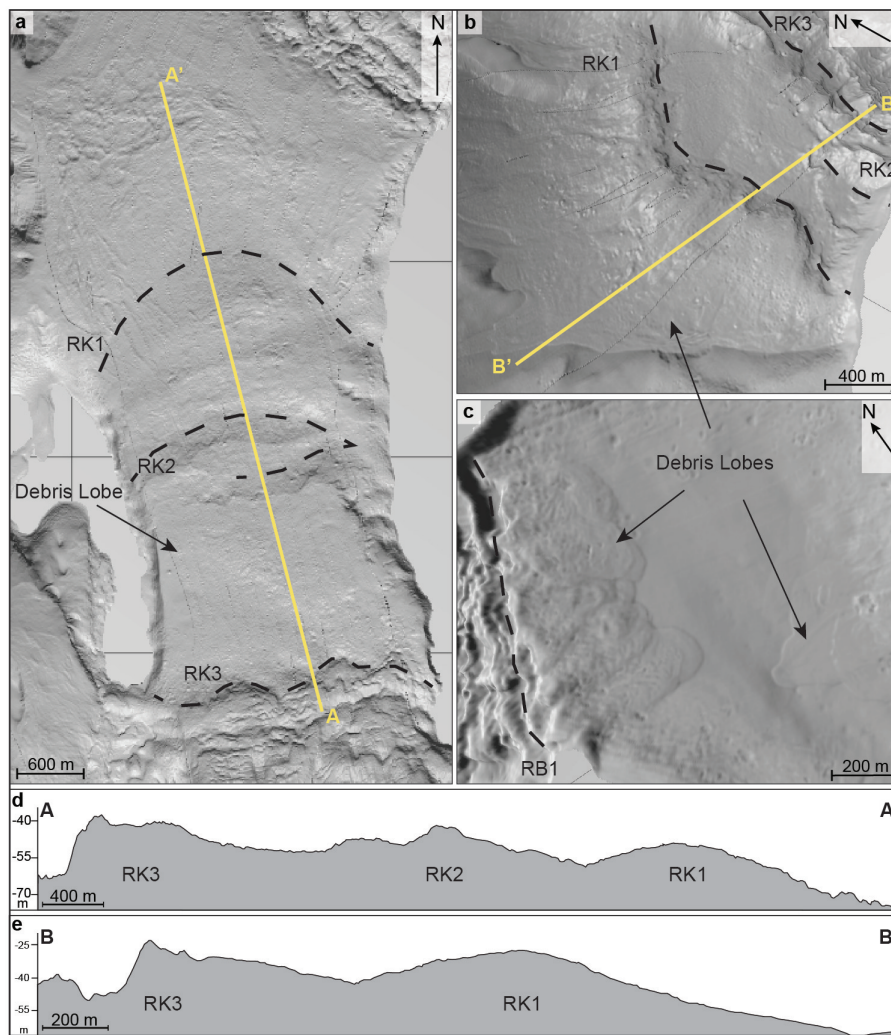 a
N
A'
RK1
RK2
Debris Lobe
RK3
A
600 m
b
N
RK3
RK1
B
RK2
B'
400 m
c
N
Debris Lobes
RB1
200 m
d
A
A
-40
-55
-70
m
400 m
RK3
RK2
RK1
e
B
B
-25
-40
-55
m
200 m
RK3
RK1